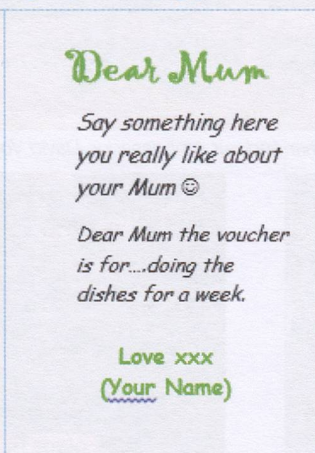 Dear Mum
Say something here
you really like about
your Mum ☺
Dear Mum the voucher
is for....doing the
dishes for a week.
Love xxx
(Your Name)